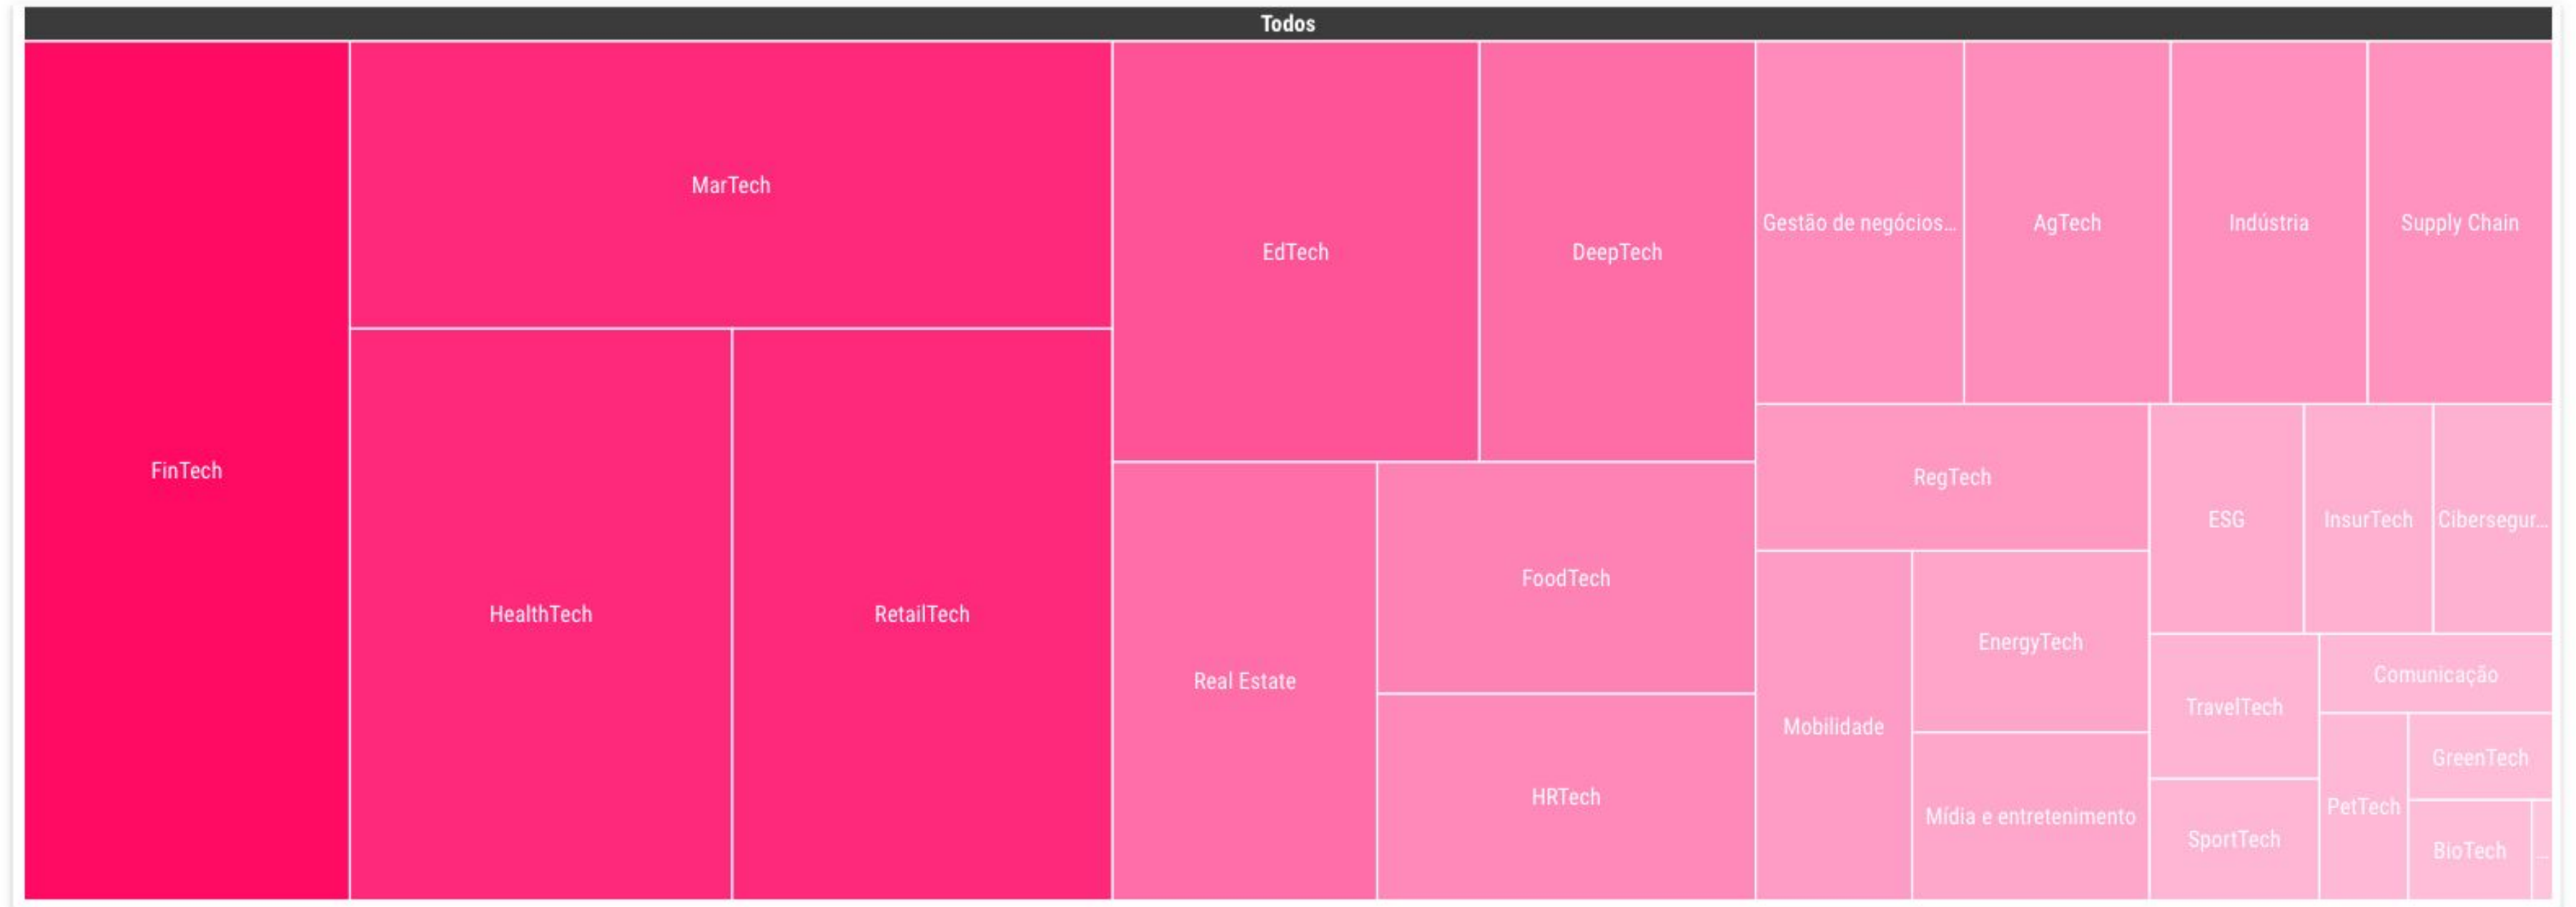 Todos
FinTech
MarTech
HealthTech
RetailTech
EdTech
DeepTech
Real Estate
FoodTech
HRTech
Gestão de negócios...
AgTech
Indústria
Supply Chain
RegTech
Mobilidade
EnergyTech
Mídia e entretenimento
ESG
InsurTech
Cibersegur...
TravelTech
SportTech
Comunicação
PetTech
GreenTech
BioTech
...